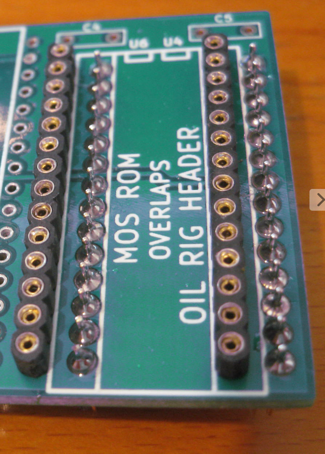 C4
C5
U6
U4
MOS ROM
OVERLAPS
OIL RIG HEADER